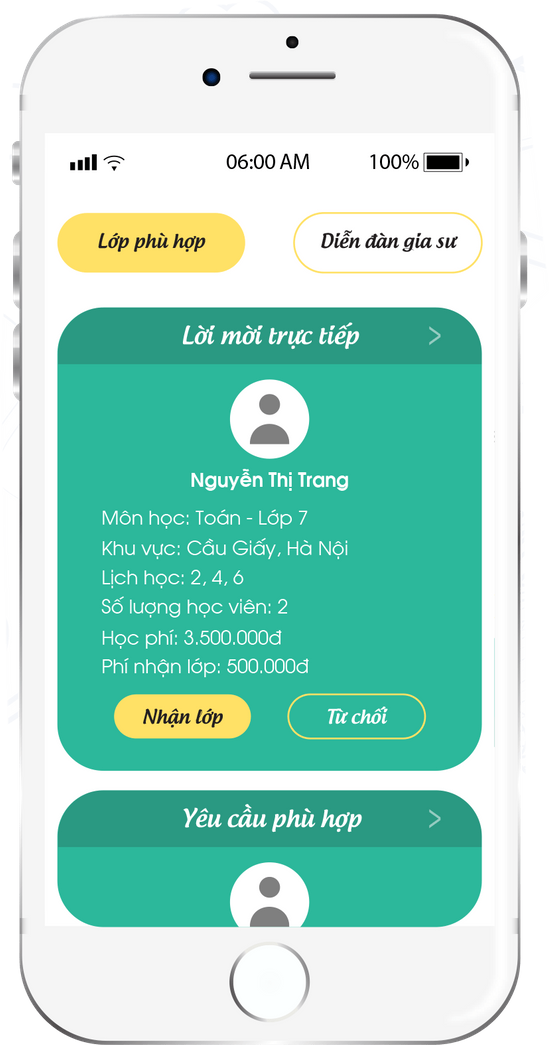 06:00 AM 100%
Lớp phù hợp Diễn đàn gia sư
Lời mời trực tiếp
Nguyễn Thị Trang
Môn học: Toán - Lớp 7
Khu vực: Cầu Giấy, Hà Nội
Lịch học: 2, 4, 6
Số lượng học viên: 2
Học phí: 3.500.000đ
Phí nhận lớp: 500.000đ
Nhận lớp Từ chối
Yêu cầu phù hợp